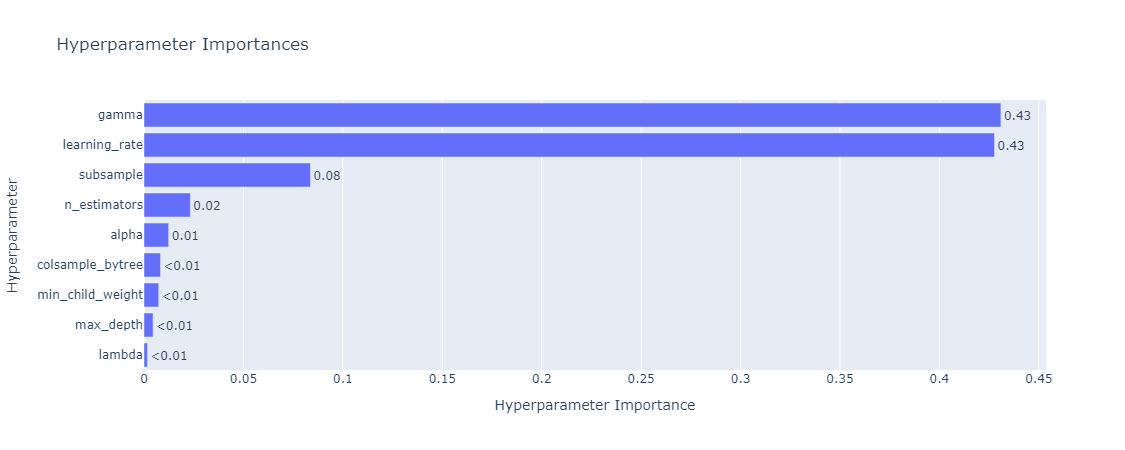 Hyperparameter Importances
Hyperparameter
gamma 0.43
learning_rate 0.43
subsample 0.08
n_estimators 0.02
alpha 0.01
colsample_bytree <0.01
min_child_weight <0.01
max_depth <0.01
lambda <0.01
0 0.05 0.1 0.15 0.2 0.25 0.3 0.35 0.4 0.45
Hyperparameter Importance